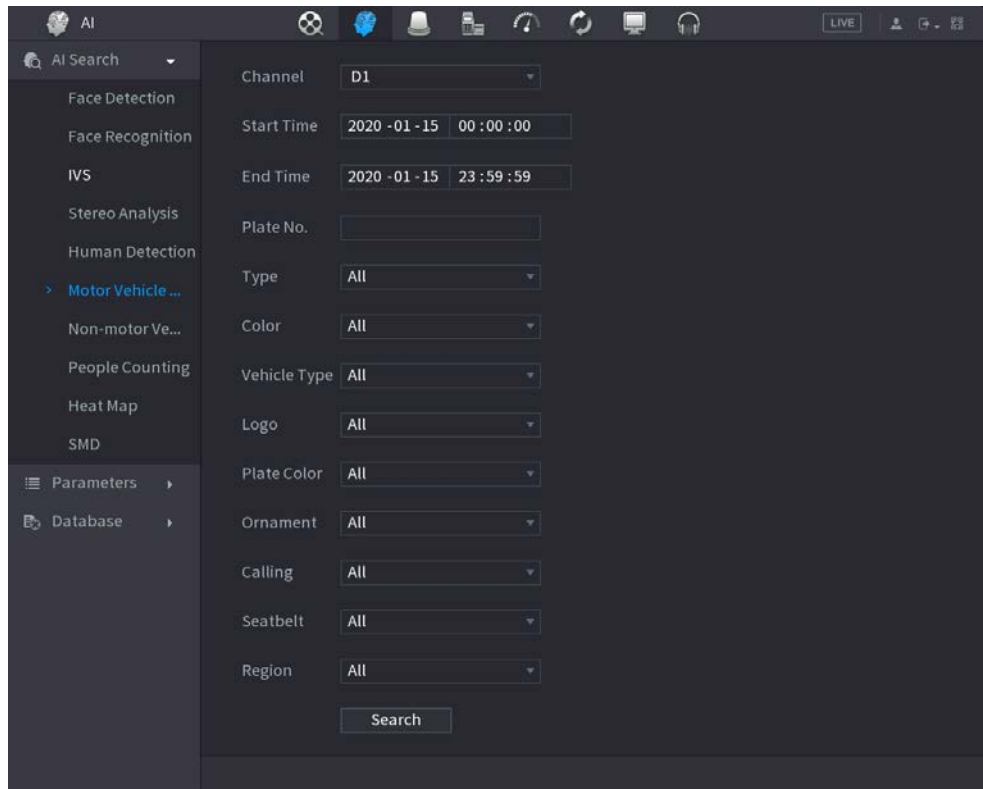 AI
LIVE
AI Search
Face Detection
Face Recognition
IVS
Stereo Analysis
Human Detection
Motor Vehicle ...
Non-motor Ve...
People Counting
Heat Map
SMD
Parameters
Database
Channel D1
Start Time 2020 -01 -15 00 :00 :00
End Time 2020 -01 -15 23 :59 :59
Plate No.
Type All
Color All
Vehicle Type All
Logo All
Plate Color All
Ornament All
Calling All
Seatbelt All
Region All
Search